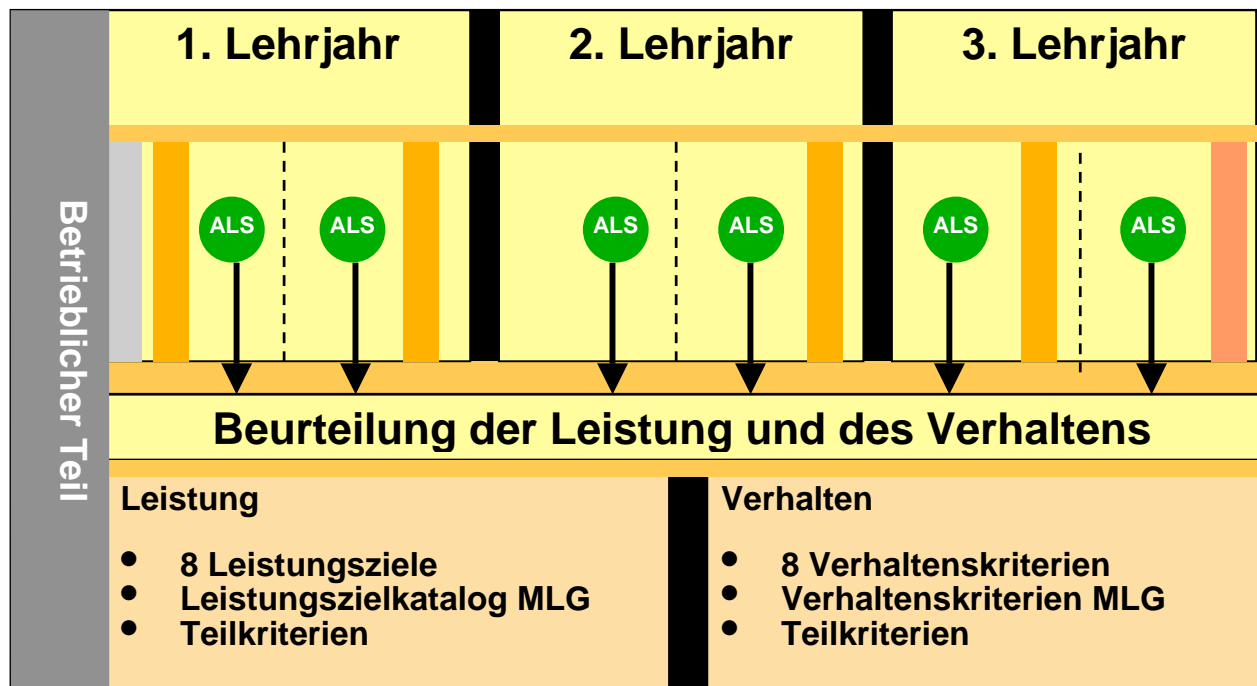 1. Lehrjahr
2. Lehrjahr
3. Lehrjahr
Betrieblicher Teil
ALS
ALS
ALS
ALS
ALS
ALS
Beurteilung der Leistung und des Verhaltens
Leistung
• 8 Leistungsziele
• Leistungszielkatalog MLG
• Teilkriterien
Verhalten
• 8 Verhaltenskriterien
• Verhaltenskriterien MLG
• Teilkriterien